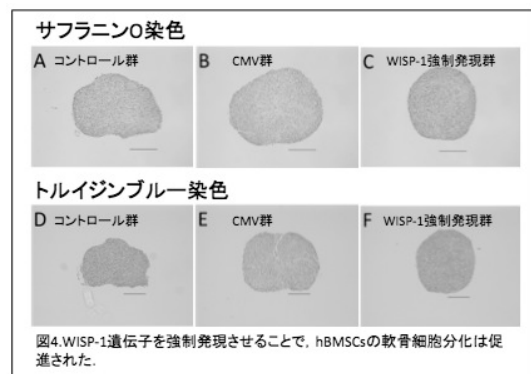 サフラニンO染色
A コントロール群 B CMV群 C WISP-1強制発現群
トルイジンブルー染色
D コントロール群 E CMV群 F WISP-1強制発現群
図4.WISP-1遺伝子を強制発現させることで, hBMSCsの軟骨細胞分化は促
進された.